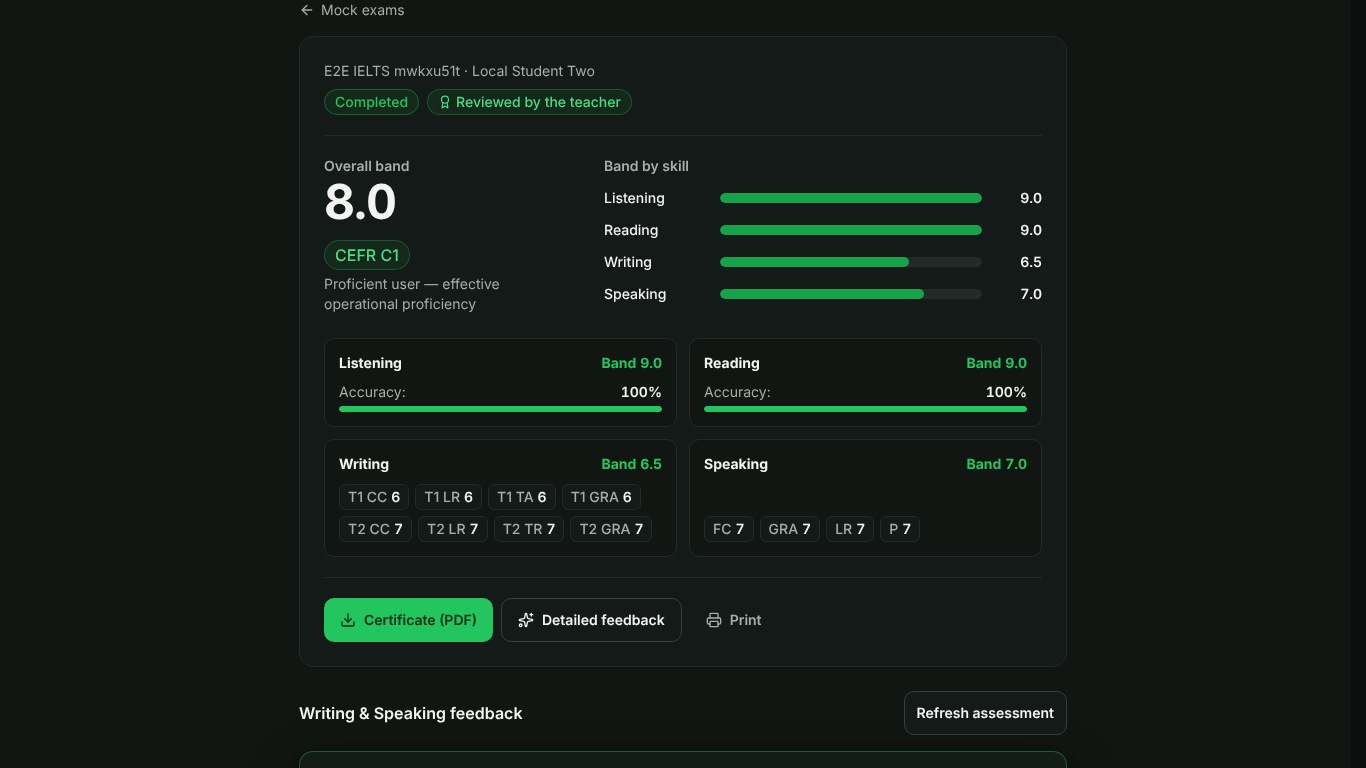 Mock exams
E2E IELTS mwkxu51t · Local Student Two
Completed
Reviewed by the teacher
Overall band
8.0
CEFR C1
Proficient user — effective
operational proficiency
Band by skill
Listening 9.0
Reading 9.0
Writing 6.5
Speaking 7.0
Listening Band 9.0
Accuracy: 100%
Reading Band 9.0
Accuracy: 100%
Writing Band 6.5
T1 CC 6 T1 LR 6 T1 TA 6 T1 GRA 6
T2 CC 7 T2 LR 7 T2 TR 7 T2 GRA 7
Speaking Band 7.0
FC 7 GRA 7 LR 7 P 7
Certificate (PDF) Detailed feedback Print
Writing & Speaking feedback Refresh assessment